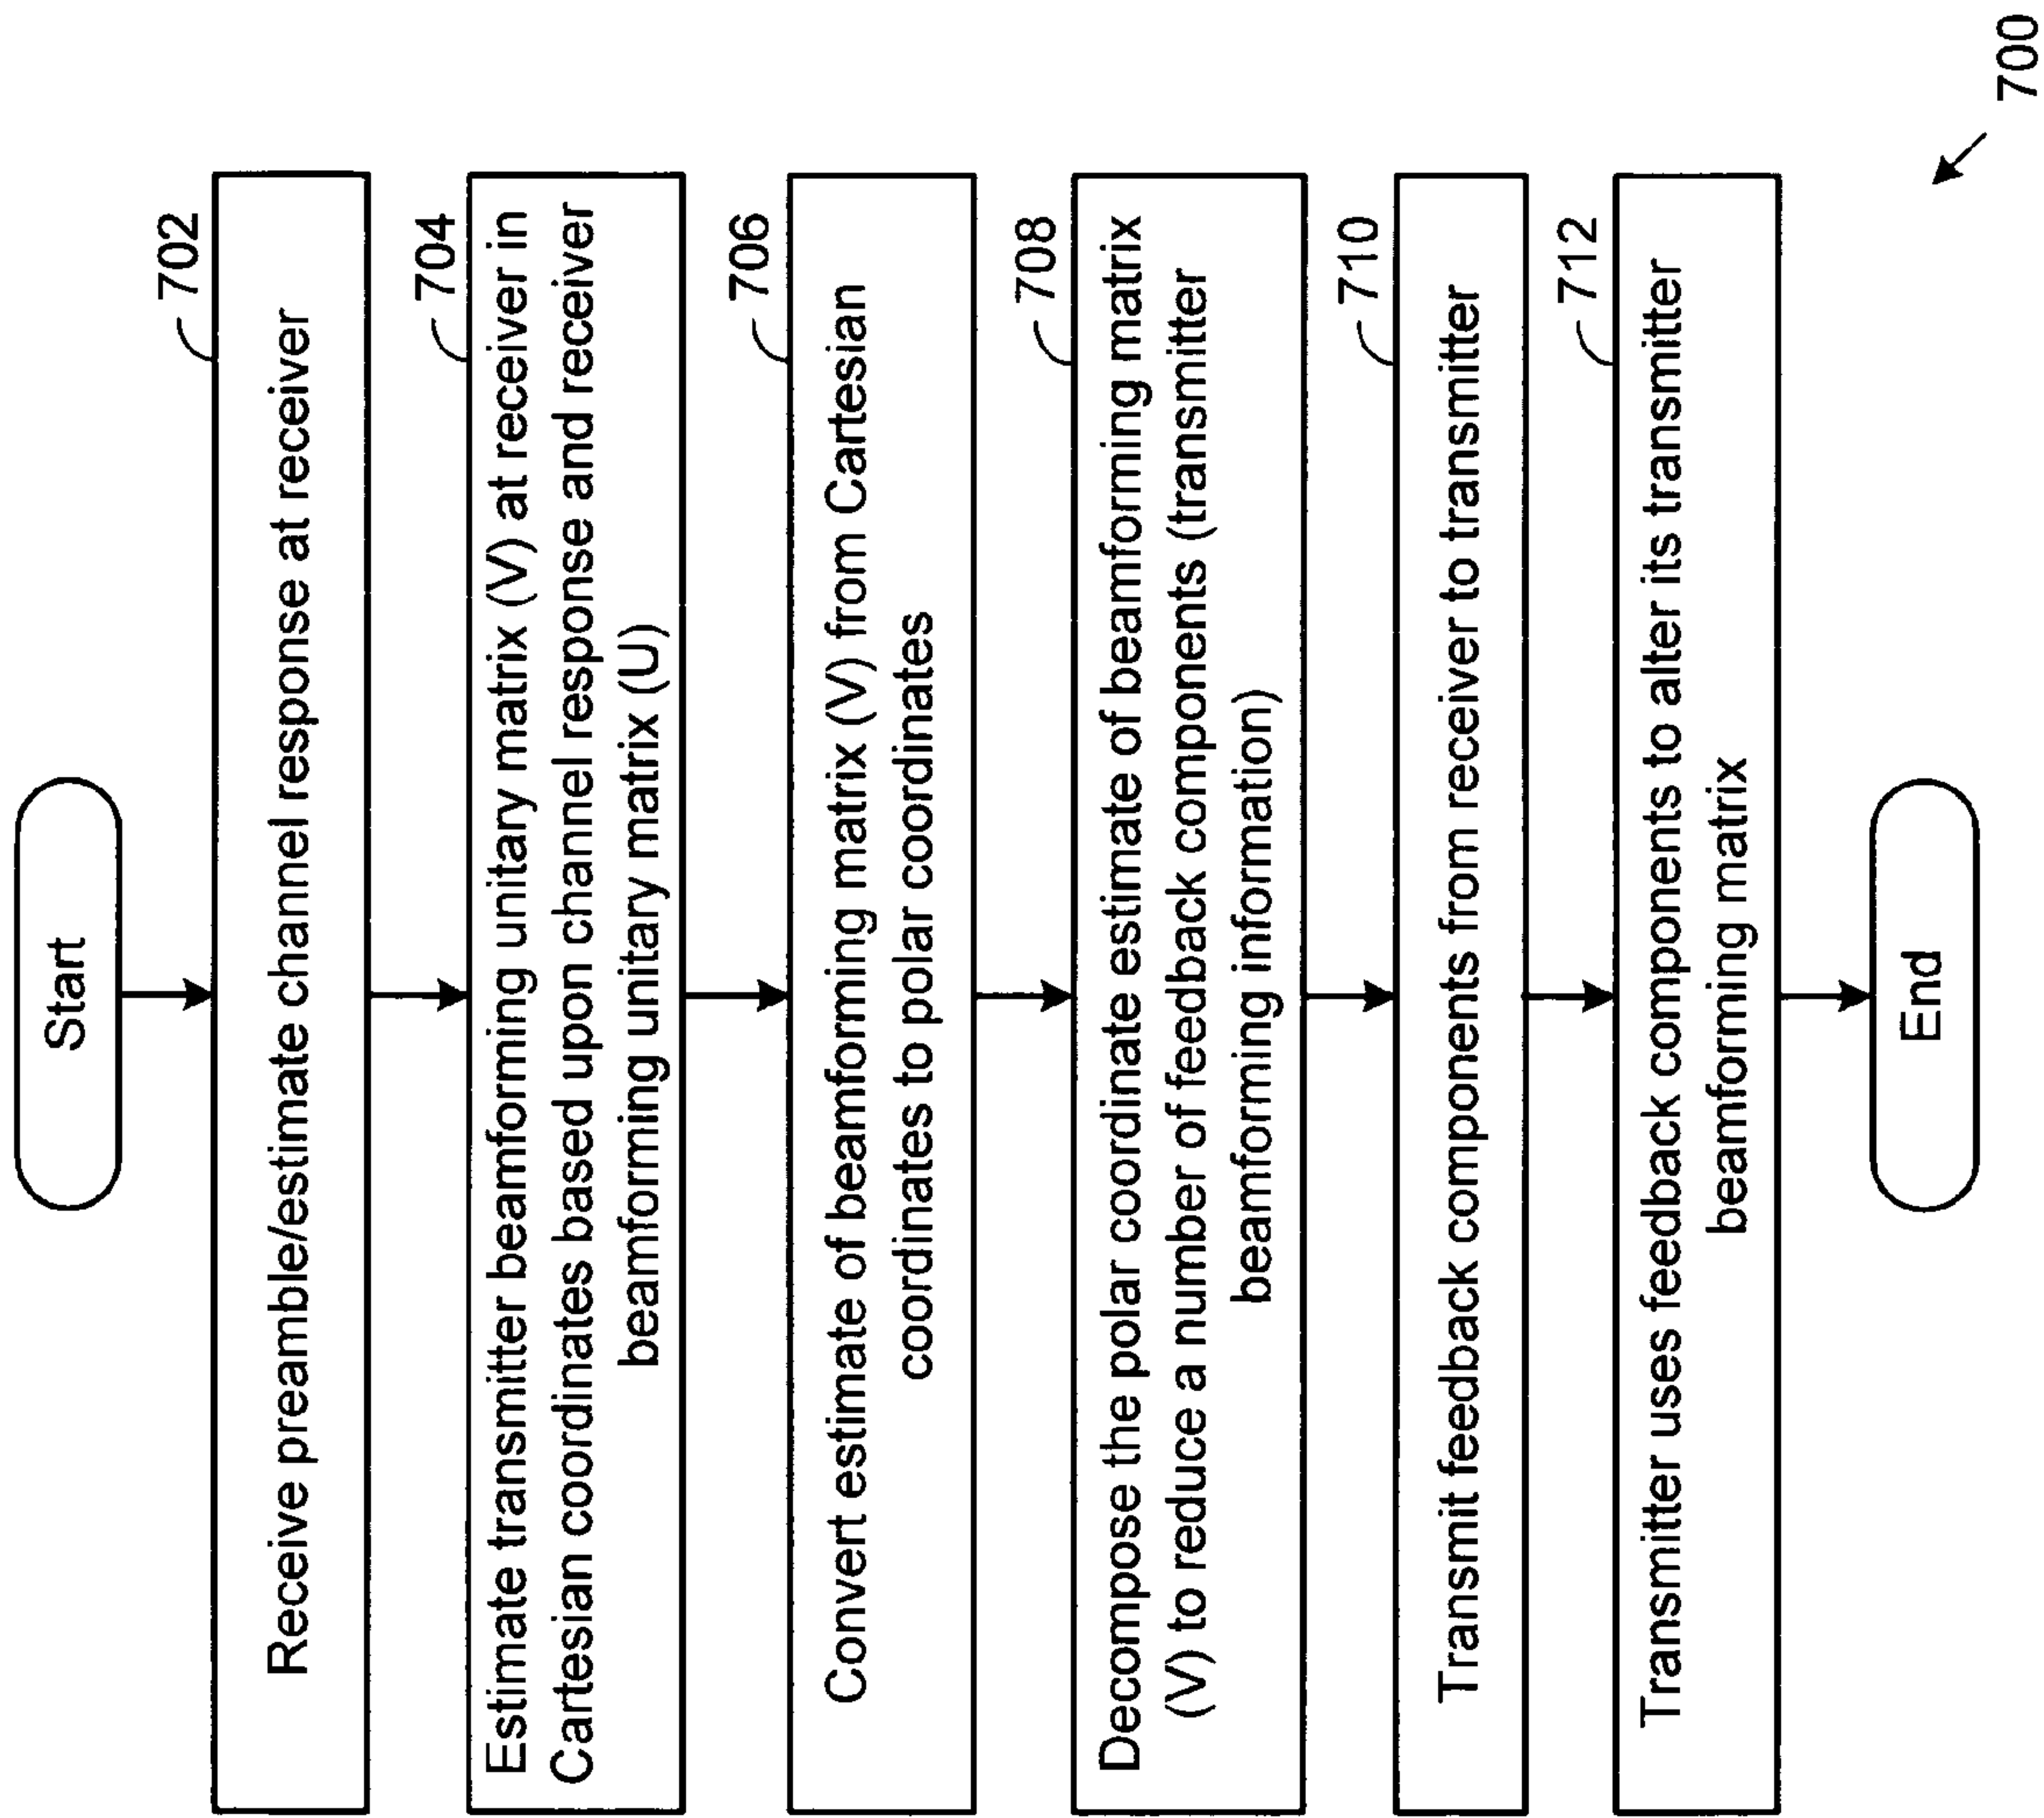 Start
702
Receive preamble/estimate channel response at receiver
704
Estimate transmitter beamforming unitary matrix (V) at receiver in
Cartesian coordinates based upon channel response and receiver
beamforming unitary matrix (U)
706
Convert estimate of beamforming matrix (V) from Cartesian
coordinates to polar coordinates
708
Decompose the polar coordinate estimate of beamforming matrix
(V) to reduce a number of feedback components (transmitter
beamforming information)
710
Transmit feedback components from receiver to transmitter
712
Transmitter uses feedback components to alter its transmitter
beamforming matrix
End
700